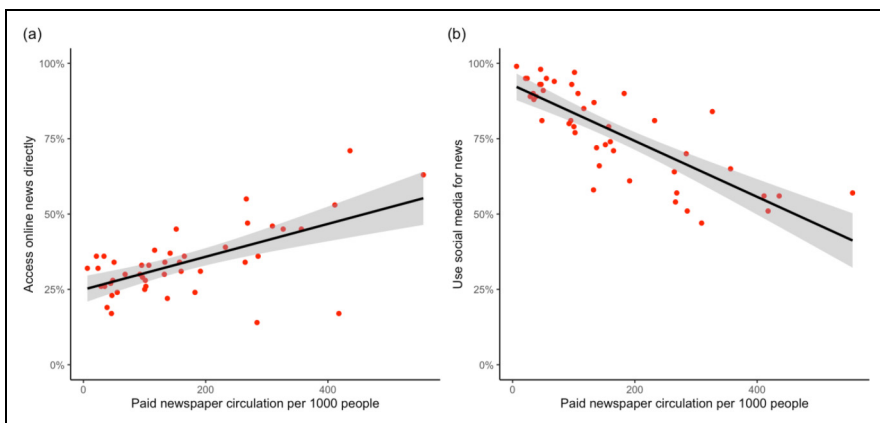 (a)
100%
75%
50%
25%
0%
Access online news directly
0
200
400
Paid newspaper circulation per 1000 people
(b)
100%
75%
50%
25%
0%
Use social media for news
0
200
400
Paid newspaper circulation per 1000 people